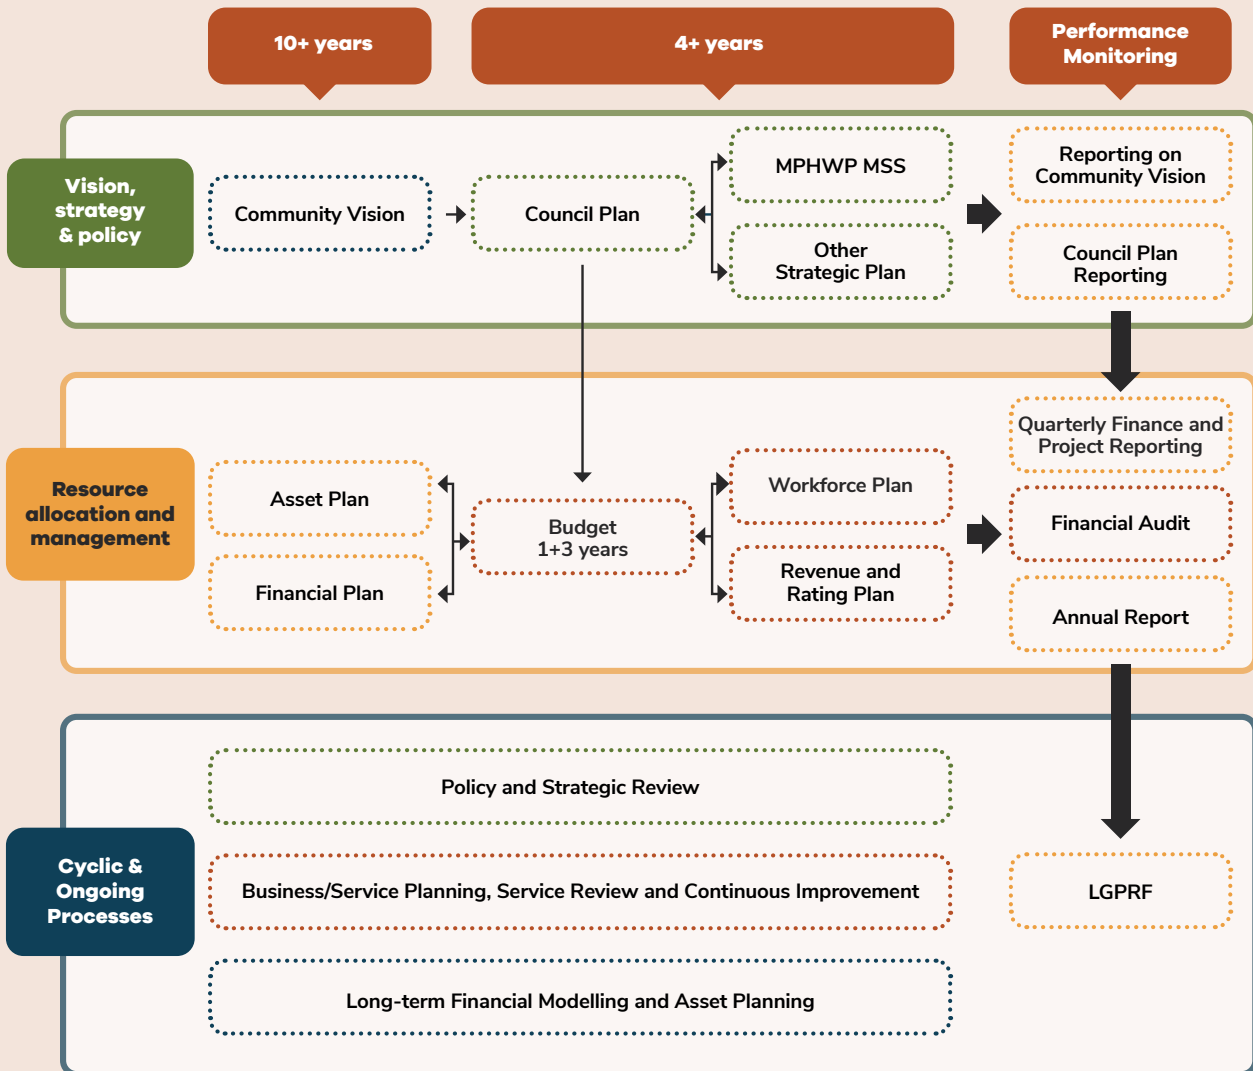 10+ years
4+ years
Performance
Monitoring
Vision,
strategy
& policy
Community Vision
Council Plan
MPHWP MSS
Other
Strategic Plan
Reporting on
Community Vision
Council Plan
Reporting
Resource
allocation and
management
Asset Plan
Financial Plan
Budget
1+3 years
Workforce Plan
Revenue and
Rating Plan
Quarterly Finance and
Project Reporting
Financial Audit
Annual Report
Cyclic &
Ongoing
Processes
Policy and Strategic Review
Business/Service Planning, Service Review and Continuous Improvement
Long-term Financial Modelling and Asset Planning
LGPRF